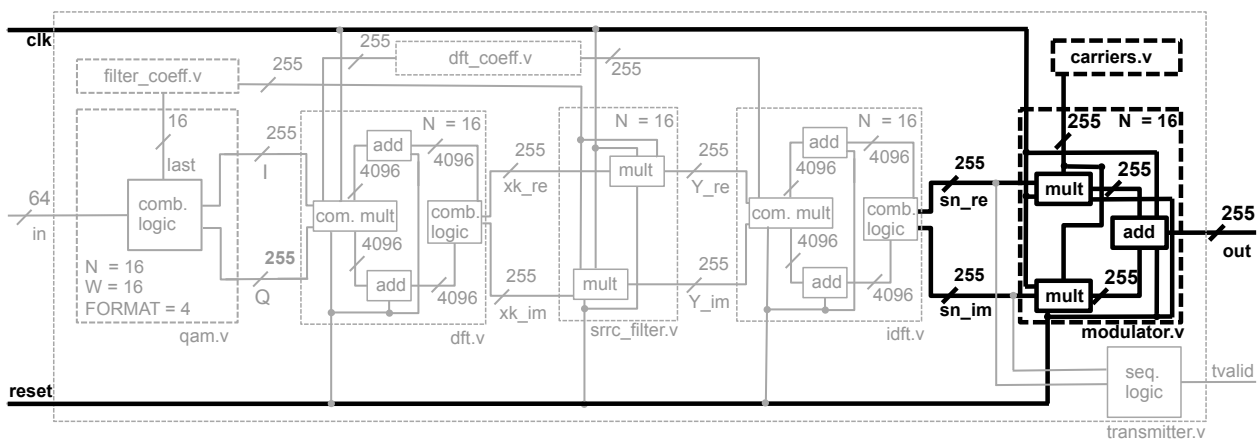 clk
filter_coeff.v
255
255
dft_coeff.v
255
carriers.v
16
last
64
in
comb.
logic
N = 16
W = 16
FORMAT = 4
qam.v
255
I
255
Q
com. mult
N = 16
add
4096
4096
4096
add
4096
comb.
logic
dft.v
255
xk_re
255
xk_im
N = 16
mult
mult
srrc_filter.v
255
Y_re
255
Y_im
com. mult
N = 16
add
4096
4096
4096
add
4096
comb.
logic
idft.v
255
sn_re
255
sn_im
255
N = 16
mult
255
add
mult
255
modulator.v
255
out
reset
seq.
logic
tvalid
transmitter.v